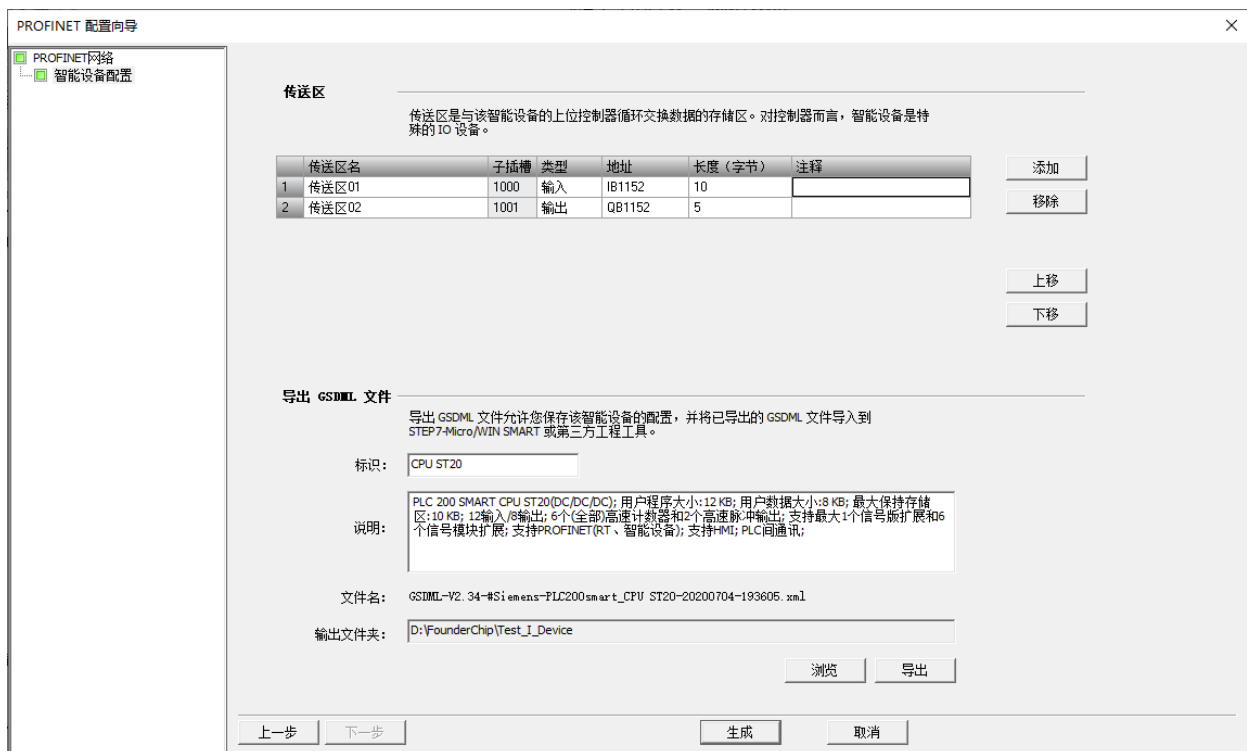 PROFINET 配置向导
PROFINET网络
智能设备配置
传送区
传送区是与该智能设备的上位控制器循环交换数据的存储区。对控制器而言，智能设备是特
殊的IO 设备。
传送区名 子插槽 类型 地址 长度（字节） 注释
1 传送区01 1000 输入 IB1152 10
2 传送区02 1001 输出 QB1152 5
添加
移除
上移
下移
导出 GSDML 文件
导出 GSDML 文件允许您保存该智能设备的配置，并将已导出的 GSDML 文件导入到
STEP7-Micro/WIN SMART 或第三方工程工具。
标识： CPU ST20
说明：
PLC 200 SMART CPU ST20(DC/DC/DC); 用户程序大小:12 KB; 用户数据大小:8 KB; 最大保持存储
区:10 KB; 12输入/8输出; 6个(全部)高速计数器和2个高速脉冲输出; 支持最大1个信号版扩展和6
个信号模块扩展; 支持PROFINET(RT、智能设备); 支持HMI; PLC间通讯;
文件名： GSDML-V2.34-#Siemens-PLC200smart_CPU ST20-20200704-193605.xml
输出文件夹： D:\FounderChip\Test_I_Device
浏览 导出
上一步 下一步 生成 取消